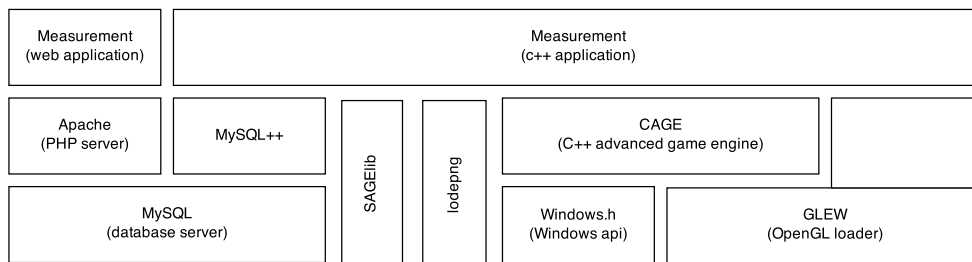 Measurement
(web application)
Measurement
(c++ application)
Apache
(PHP server)
MySQL++
SAGElib
lodepng
CAGE
(C++ advanced game engine)
MySQL
(database server)
Windows.h
(Windows api)
GLEW
(OpenGL loader)